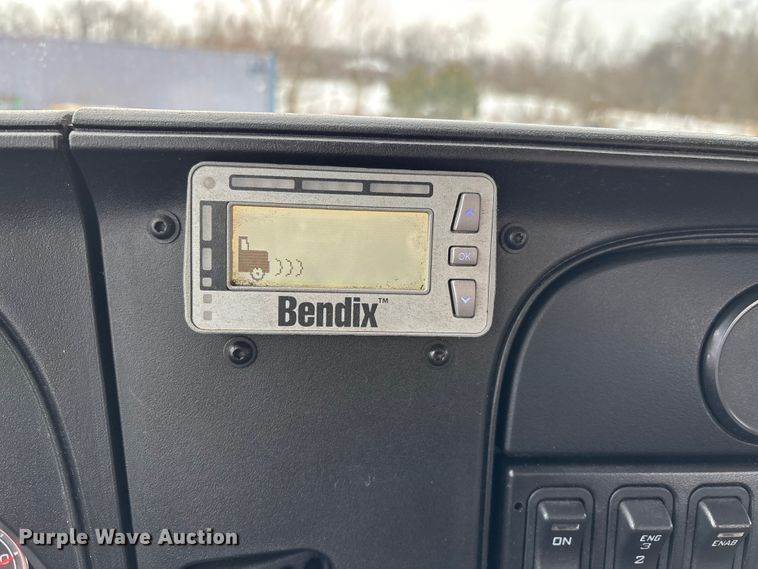 OK
Bendix™
Purple Wave Auction
ON
ENG
3
2
ENAB